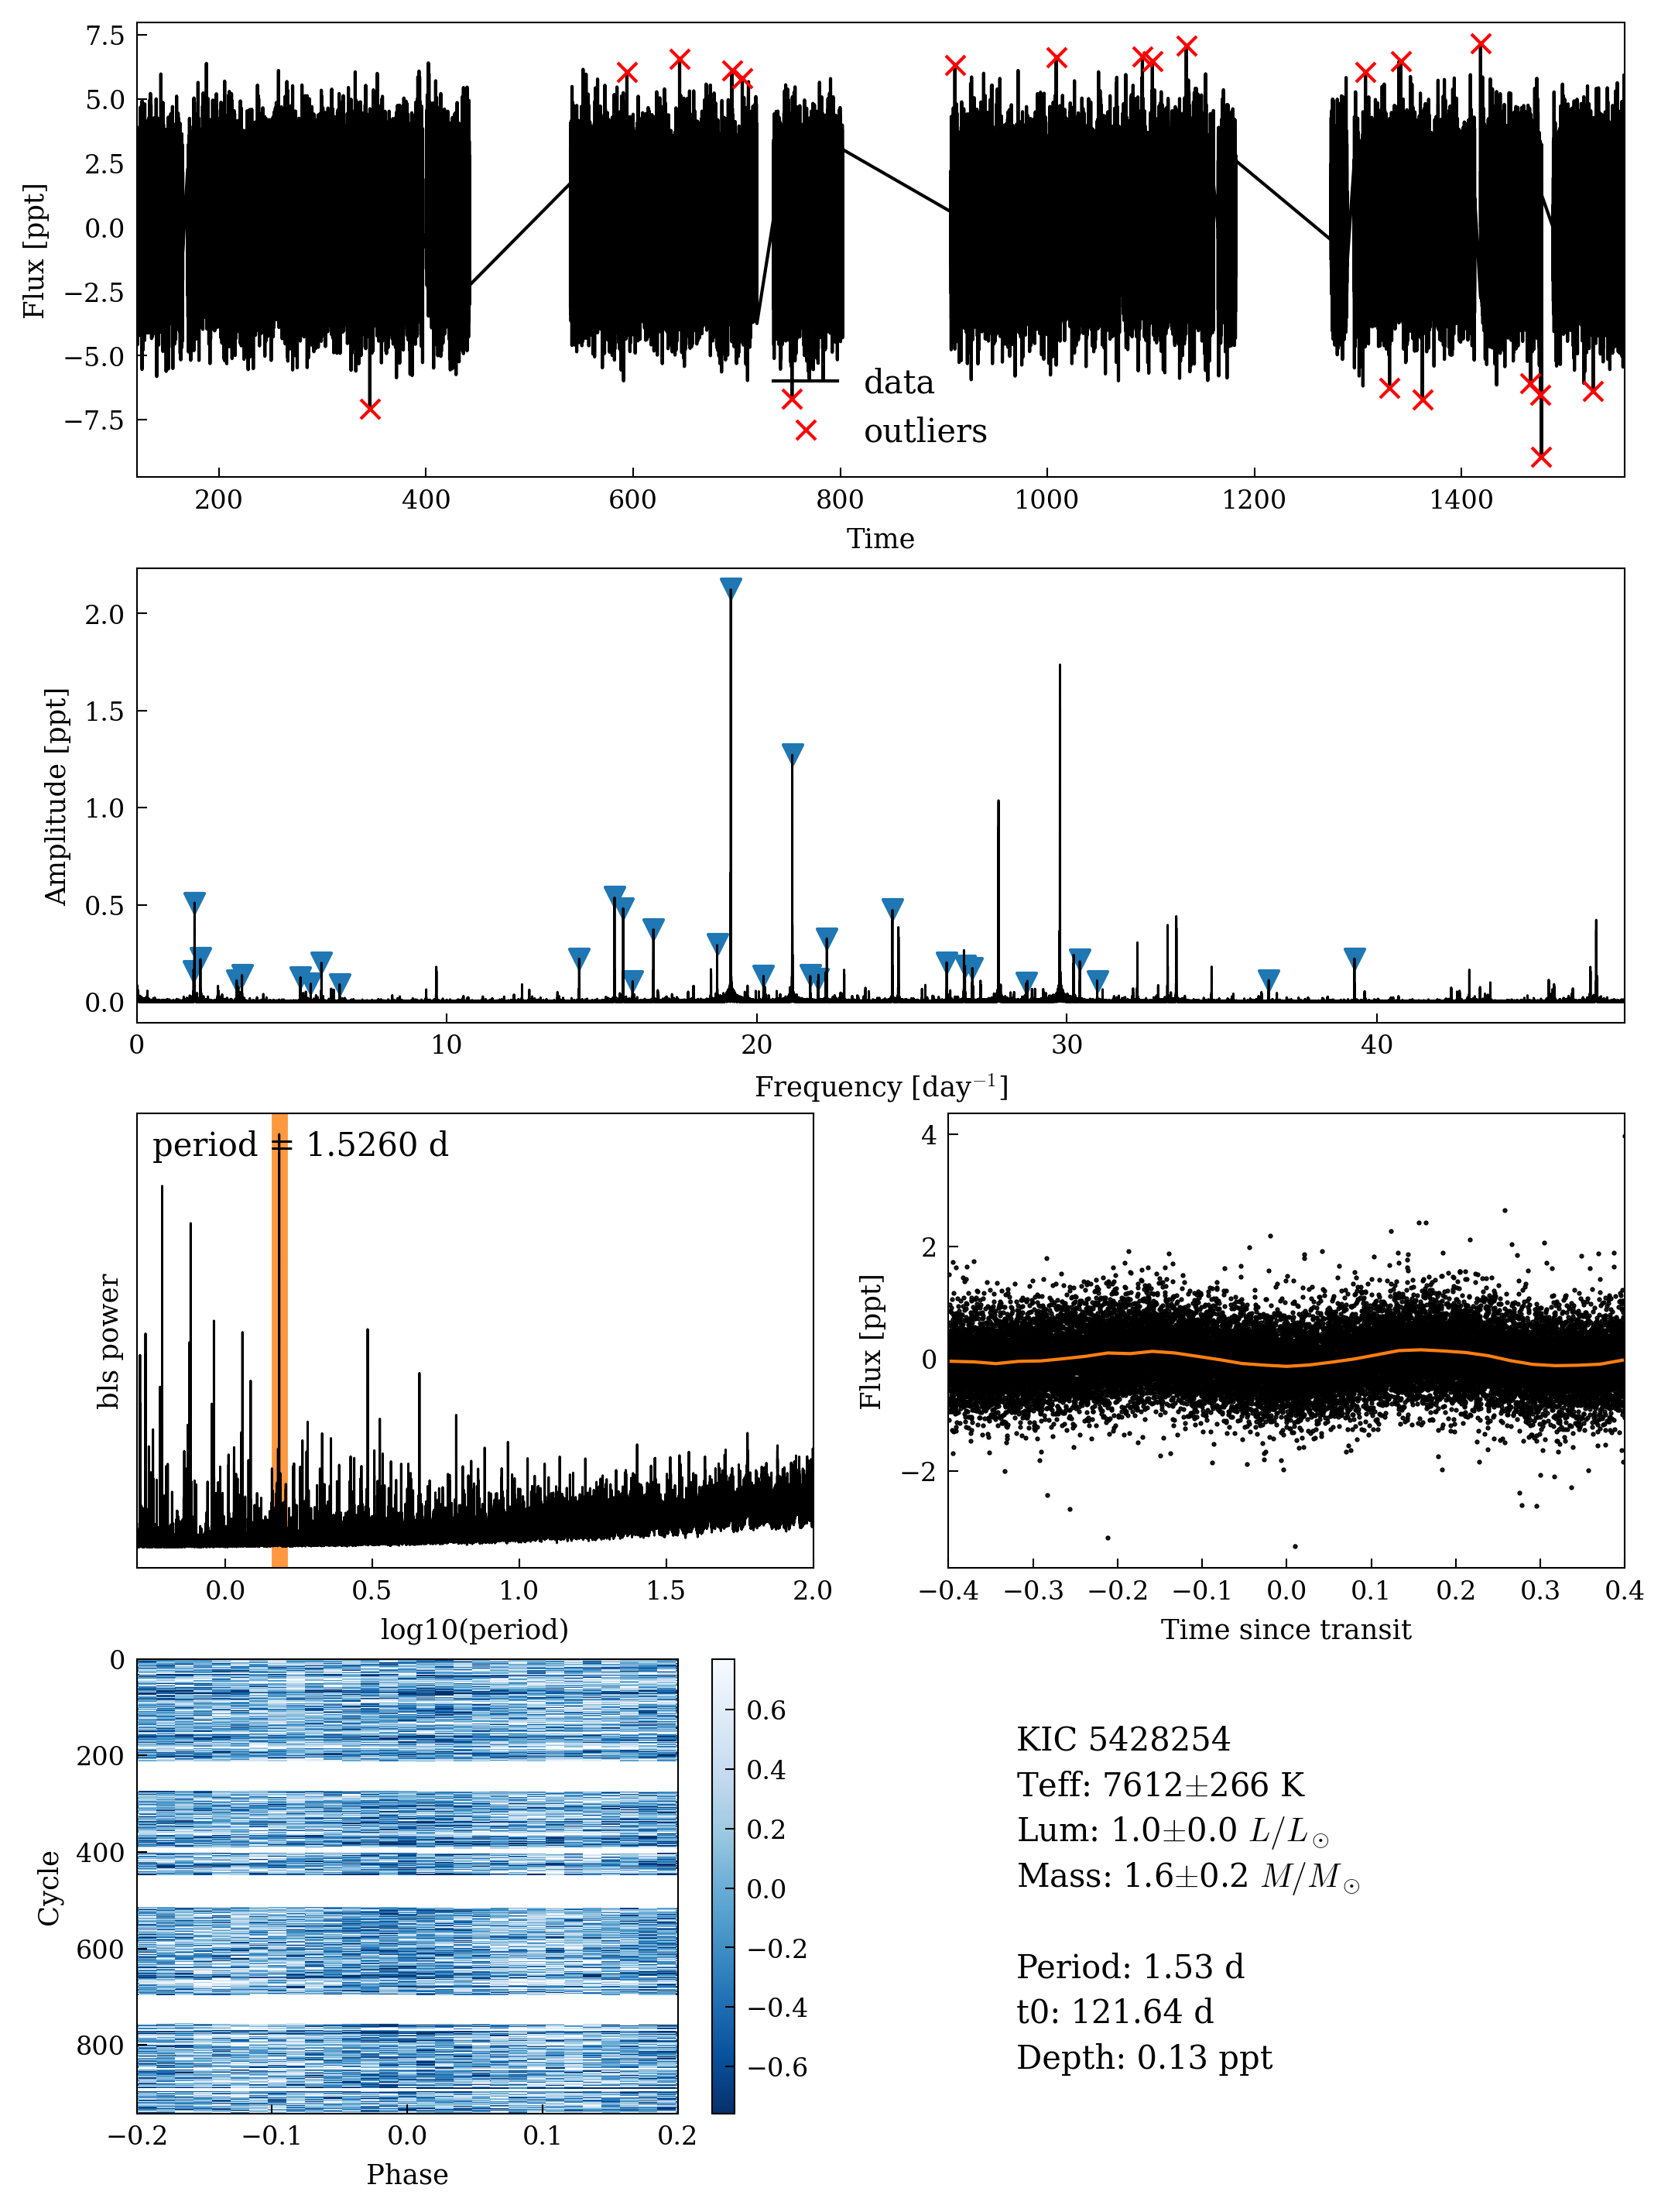 7.5
5.0
2.5
0.0
−2.5
−5.0
−7.5
Flux [ppt]
data
outliers
200 400 600 800 1000 1200 1400
Time
2.0
1.5
1.0
0.5
0.0
Amplitude [ppt]
0 10 20 30 40
Frequency [day⁻¹]
period = 1.5260 d
bls power
0.0 0.5 1.0 1.5 2.0
log10(period)
4
2
0
−2
Flux [ppt]
−0.4 −0.3 −0.2 −0.1 0.0 0.1 0.2 0.3 0.4
Time since transit
0
200
400
600
800
Cycle
−0.2 −0.1 0.0 0.1 0.2
Phase
0.6
0.4
0.2
0.0
−0.2
−0.4
−0.6
KIC 5428254
Teff: 7612±266 K
Lum: 1.0±0.0 L/L☉
Mass: 1.6±0.2 M/M☉
Period: 1.53 d
t0: 121.64 d
Depth: 0.13 ppt